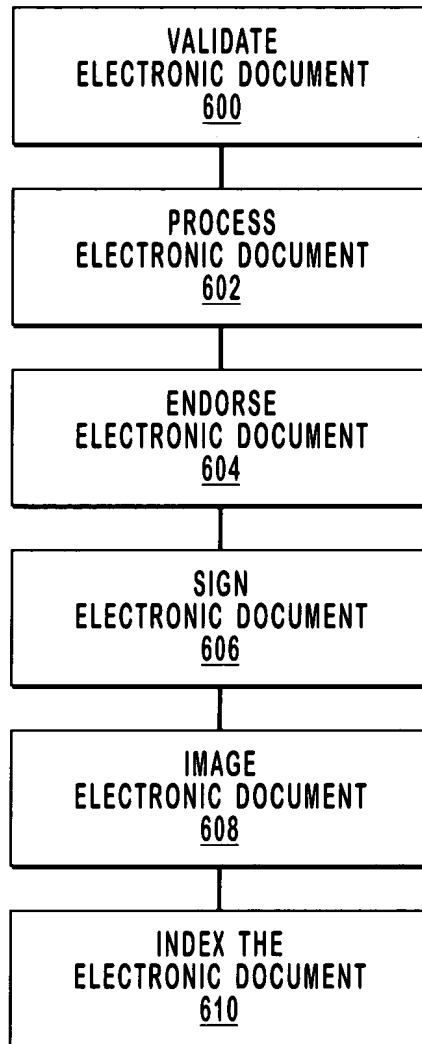 VALIDATE
ELECTRONIC DOCUMENT
600
PROCESS
ELECTRONIC DOCUMENT
602
ENDORSE
ELECTRONIC DOCUMENT
604
SIGN
ELECTRONIC DOCUMENT
606
IMAGE
ELECTRONIC DOCUMENT
608
INDEX THE
ELECTRONIC DOCUMENT
610